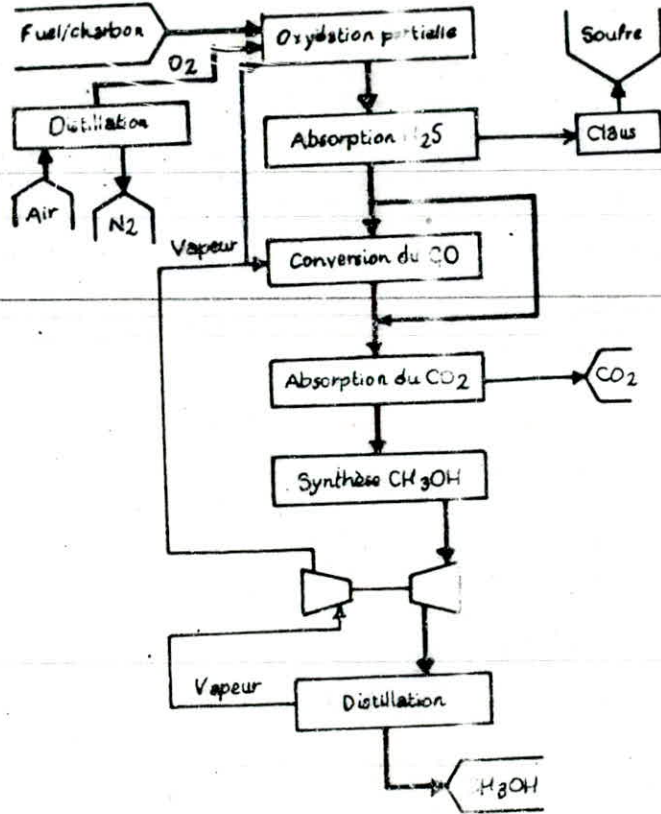 Fuel/charbon
Oxydation partielle
Soufre
O2
Distillation
Absorption H2S
Claus
Air
N2
Vapeur
Conversion du CO
Absorption du CO2
CO2
Synthèse CH3OH
Vapeur
Distillation
CH3OH